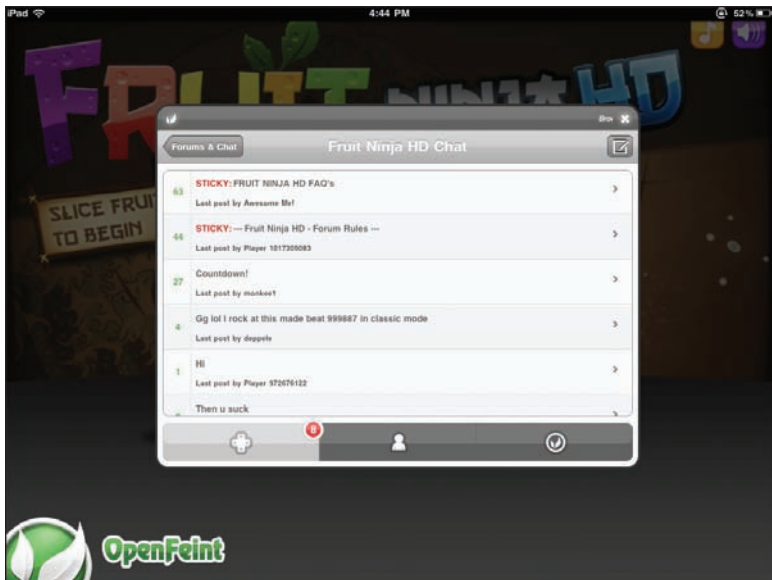 iPad 4:44 PM 52%
FRUIT NINJA HD
SLICE FRUI
TO BEGIN
Forums & Chat Fruit Ninja HD Chat
63 STICKY: FRUIT NINJA HD FAQ's
Last post by Awesome Me!
44 STICKY: --- Fruit Ninja HD - Forum Rules ---
Last post by Player 1017305083
27 Countdown!
Last post by monkee1
4 Gg lol I rock at this made beat 999887 in classic mode
Last post by deppele
1 Hi
Last post by Player 972676122
Then u suck
8
OpenFeint